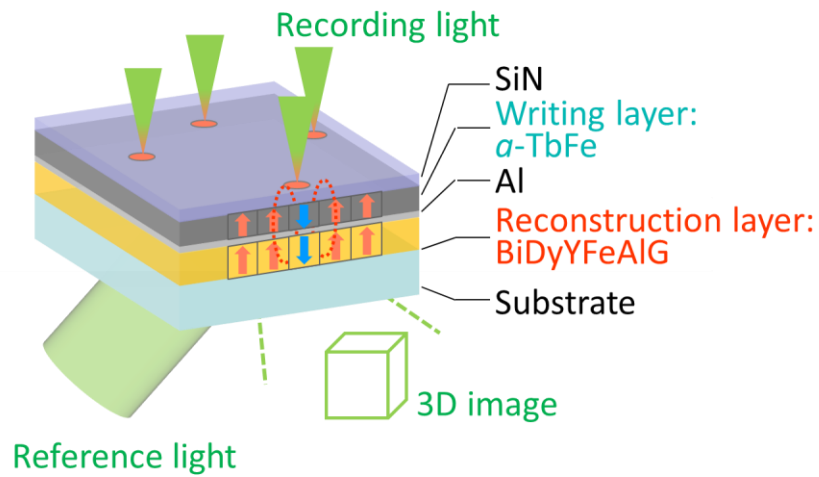 Recording light
SiN
Writing layer:
a-TbFe
Al
Reconstruction layer:
BiDyYFeAlG
Substrate
3D image
Reference light